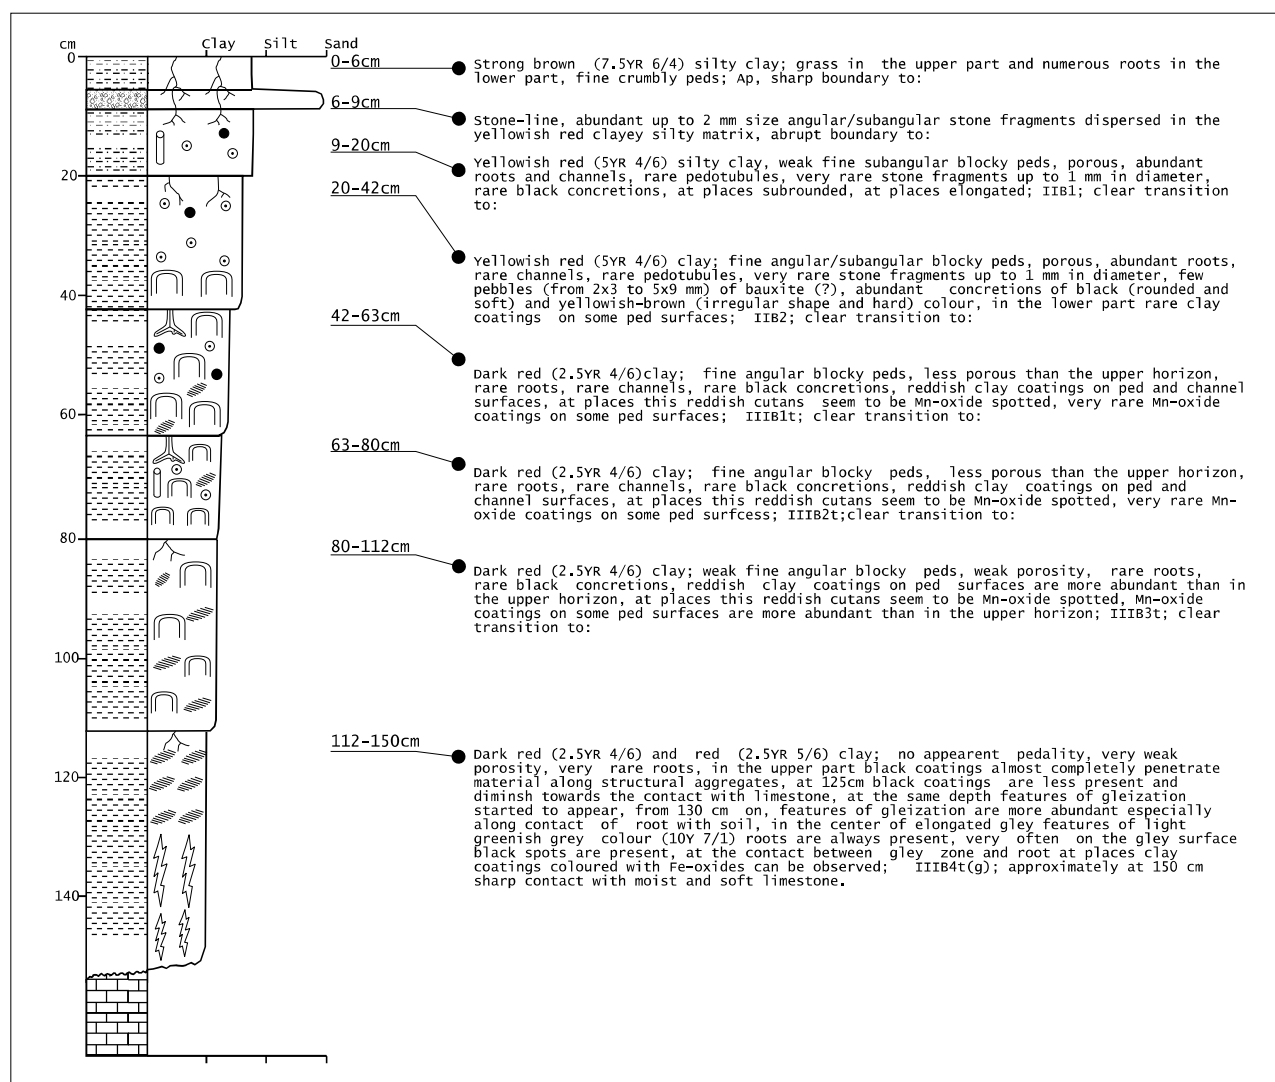 cm Clay Silt Sand
0
20
40
60
80
100
120
140
0-6cm
Strong brown (7.5YR 6/4) silty clay; grass in the upper part and numerous roots in the
lower part, fine crumbly peds; Ap, sharp boundary to:
6-9cm
Stone-line, abundant up to 2 mm size angular/subangular stone fragments dispersed in the
yellowish red clayey silty matrix, abrupt boundary to:
9-20cm
Yellowish red (5YR 4/6) silty clay, weak fine subangular blocky peds, porous, abundant
roots and channels, rare pedotubules, very rare stone fragments up to 1 mm in diameter,
rare black concretions, at places subrounded, at places elongated; IIB1; clear transition
to:
20-42cm
Yellowish red (5YR 4/6) clay; fine angular/subangular blocky peds, porous, abundant roots,
rare channels, rare pedotubules, very rare stone fragments up to 1 mm in diameter, few
pebbles (from 2x3 to 5x9 mm) of bauxite (?), abundant concretions of black (rounded and
soft) and yellowish-brown (irregular shape and hard) colour, in the lower part rare clay
coatings on some ped surfaces; IIB2; clear transition to:
42-63cm
Dark red (2.5YR 4/6)clay; fine angular blocky peds, less porous than the upper horizon,
rare roots, rare channels, rare black concretions, reddish clay coatings on ped and channel
surfaces, at places this reddish cutans seem to be Mn-oxide spotted, very rare Mn-oxide
coatings on some ped surfaces; IIIB1t; clear transition to:
63-80cm
Dark red (2.5YR 4/6) clay; fine angular blocky peds, less porous than the upper horizon,
rare roots, rare channels, rare black concretions, reddish clay coatings on ped and
channel surfaces, at places this reddish cutans seem to be Mn-oxide spotted, very rare Mn-
oxide coatings on some ped surfcess; IIIB2t;clear transition to:
80-112cm
Dark red (2.5YR 4/6) clay; weak fine angular blocky peds, weak porosity, rare roots,
rare black concretions, reddish clay coatings on ped surfaces are more abundant than in
the upper horizon, at places this reddish cutans seem to be Mn-oxide spotted, Mn-oxide
coatings on some ped surfaces are more abundant than in the upper horizon; IIIB3t; clear
transition to:
112-150cm
Dark red (2.5YR 4/6) and red (2.5YR 5/6) clay; no appearent pedality, very weak
porosity, very rare roots, in the upper part black coatings almost completely penetrate
material along structural aggregates, at 125cm black coatings are less present and
diminsh towards the contact with limestone, at the same depth features of gleization
started to appear, from 130 cm on, features of gleization are more abundant especially
along contact of root with soil, in the center of elongated gley features of light
greenish grey colour (10Y 7/1) roots are always present, very often on the gley surface
black spots are present, at the contact between gley zone and root at places clay
coatings coloured with Fe-oxides can be observed; IIIB4t(g); approximately at 150 cm
sharp contact with moist and soft limestone.